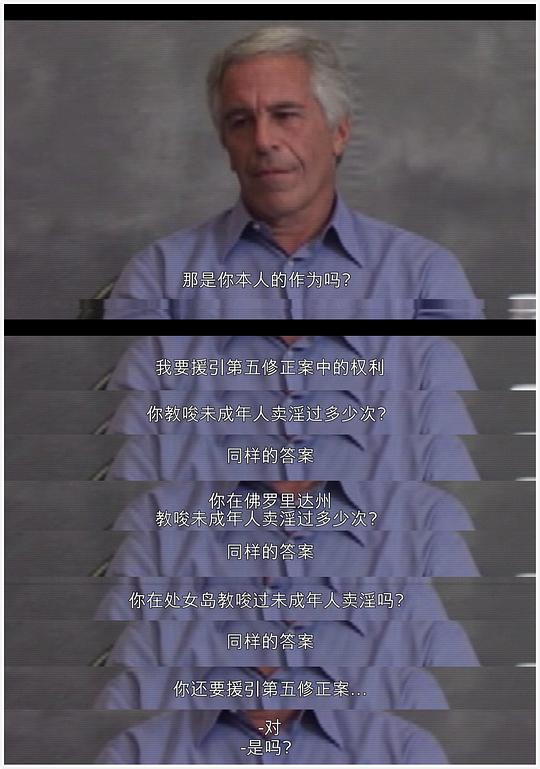 那是你本人的作为吗?
我要援引第五修正案中的权利
你教唆未成年人卖淫过多少次?
同样的答案
你在佛罗里达州
教唆未成年人卖淫过多少次?
同样的答案
你在处女岛教唆过未成年人卖淫吗?
同样的答案
你还要援引第五修正案...
-对
-是吗?